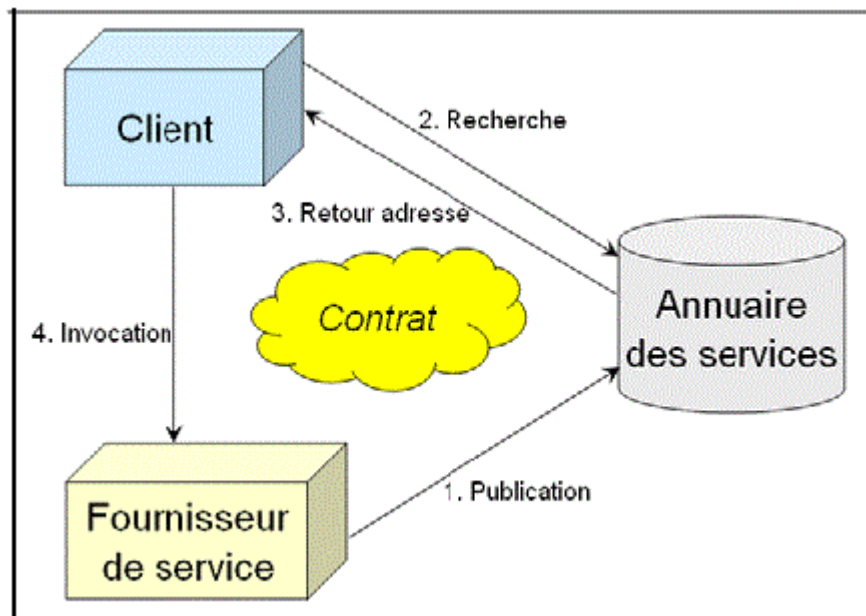 Client
2. Recherche
3. Retour adresse
Contrat
Annuaire
des services
4. Invocation
1. Publication
Fournisseur
de service